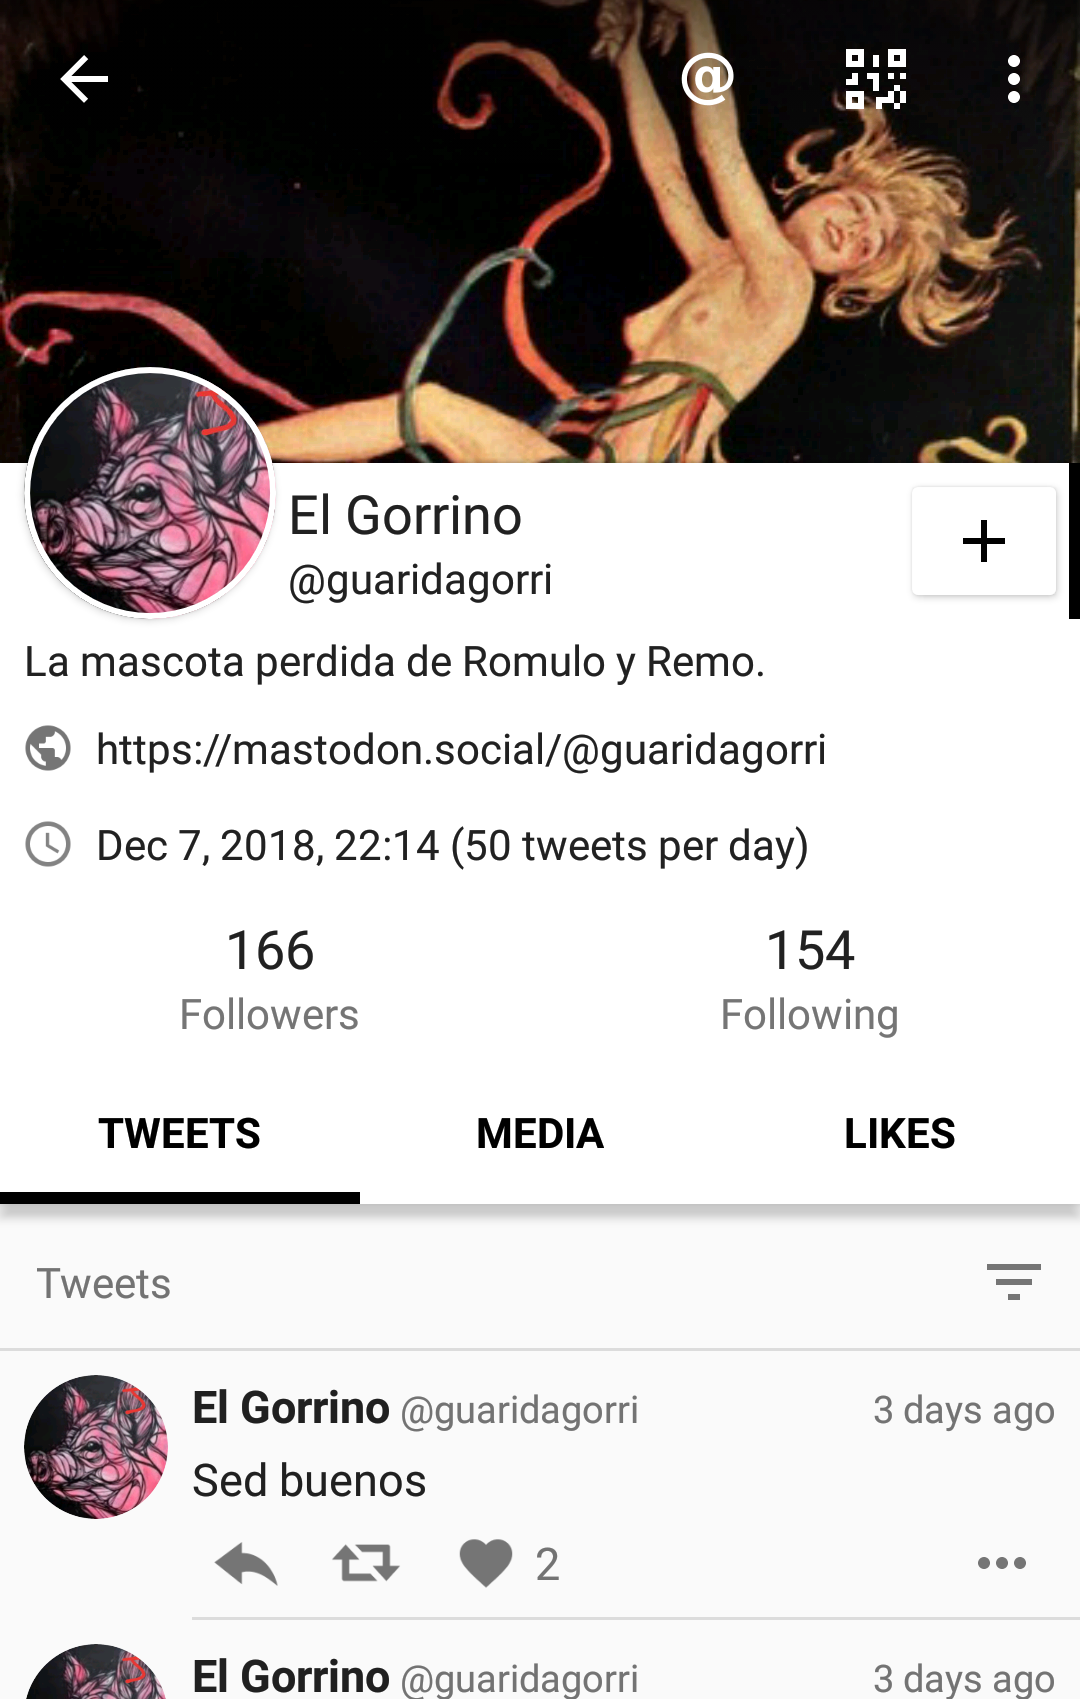 @
El Gorrino
@guaridagorri
La mascota perdida de Romulo y Remo.
https://mastodon.social/@guaridagorri
Dec 7, 2018, 22:14 (50 tweets per day)
166 154
Followers Following
TWEETS MEDIA LIKES
Tweets
El Gorrino @guaridagorri 3 days ago
Sed buenos
2
El Gorrino @guaridagorri 3 days ago